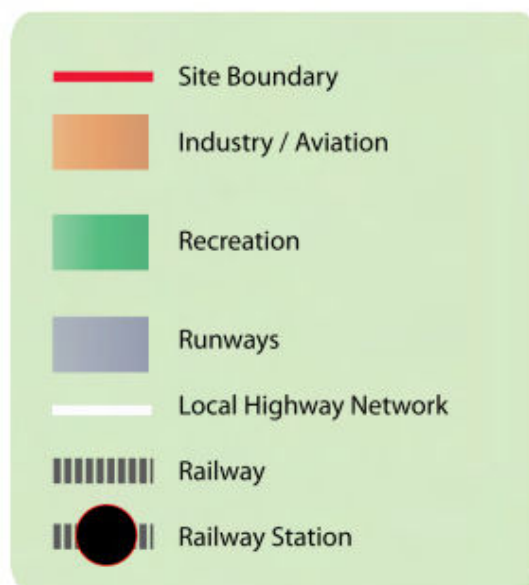 Site Boundary
Industry / Aviation
Recreation
Runways
Local Highway Network
Railway
Railway Station